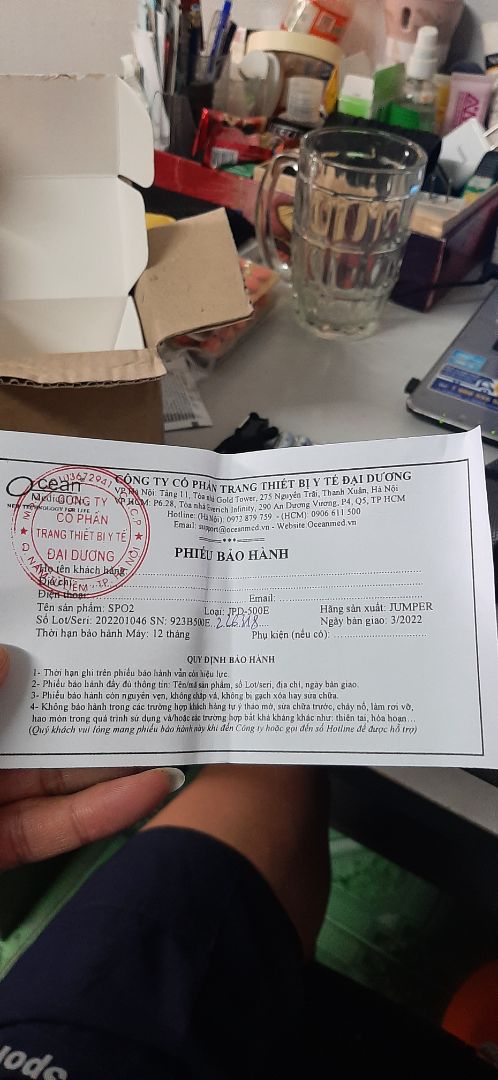 Ocean
Medical
NEW TECHNOLOGY FOR LIFE
CÔNG TY CỔ PHẦN TRANG THIẾT BỊ Y TẾ ĐẠI DƯƠNG
VP Hà Nội: Tầng 11, Tòa nhà Gold Tower, 275 Nguyễn Trãi, Thanh Xuân, Hà Nội
VP HCM: P6.28, Tòa nhà Everich Infinity, 290 An Dương Vương, P4, Q5, TP HCM
Hotline: (Hà Nội): 0972 879 759 - (HCM): 0906 611 500
Email: support@oceanmed.vn - Website:Oceanmed.vn
CÔNG TY
CỔ PHẦN
TRANG THIẾT BỊ Y TẾ
ĐẠI DƯƠNG
PHIẾU BẢO HÀNH
Họ tên khách hàng
Địa chỉ:
Điện thoại: Email:
Tên sản phẩm: SPO2 Loại: JPD-500E Hãng sản xuất: JUMPER
Số Lot/Seri: 202201046 SN: 923B500E Ngày bàn giao: 3/2022
Thời hạn bảo hành Máy: 12 tháng Phụ kiện (nếu có):
QUY ĐỊNH BẢO HÀNH
1- Thời hạn ghi trên phiếu bảo hành vẫn còn hiệu lực.
2- Phiếu bảo hành đầy đủ thông tin: Tên/mã sản phẩm, số Lot/seri, địa chỉ, ngày bàn giao.
3- Phiếu bảo hành còn nguyên vẹn, không chắp vá, không bị gạch xóa hay sửa chữa.
4- Không bảo hành trong các trường hợp khách hàng tự ý tháo mở, sửa chữa trước, cháy nổ, làm rơi vỡ,
hao mòn trong quá trình sử dụng và/hoặc các trường hợp bất khả kháng khác như: thiên tai, hỏa hoạn…
(Quý khách vui lòng mang phiếu bảo hành này khi đến Công ty hoặc gọi đến số Hotline để được hỗ trợ)